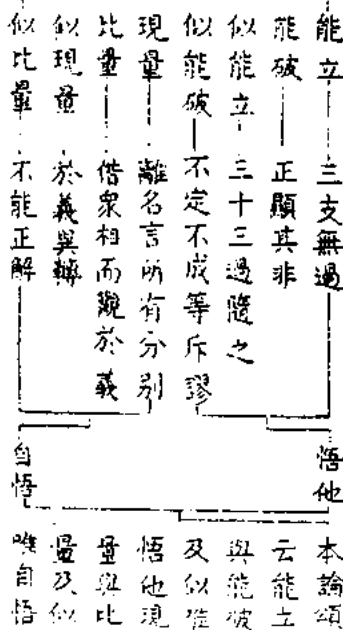 能立 三支無過
能破 正顯其非
似能立 三十三過隨之
似能破 不定不成等斥謬
現量 離名言所有分別
比量 借衆相而觀於義
似現量 於義異轉
似比量 不能正解
悟他
自悟
本論頌
云能立
與能破
及似唯
悟他現
量與比
量及似
唯自悟